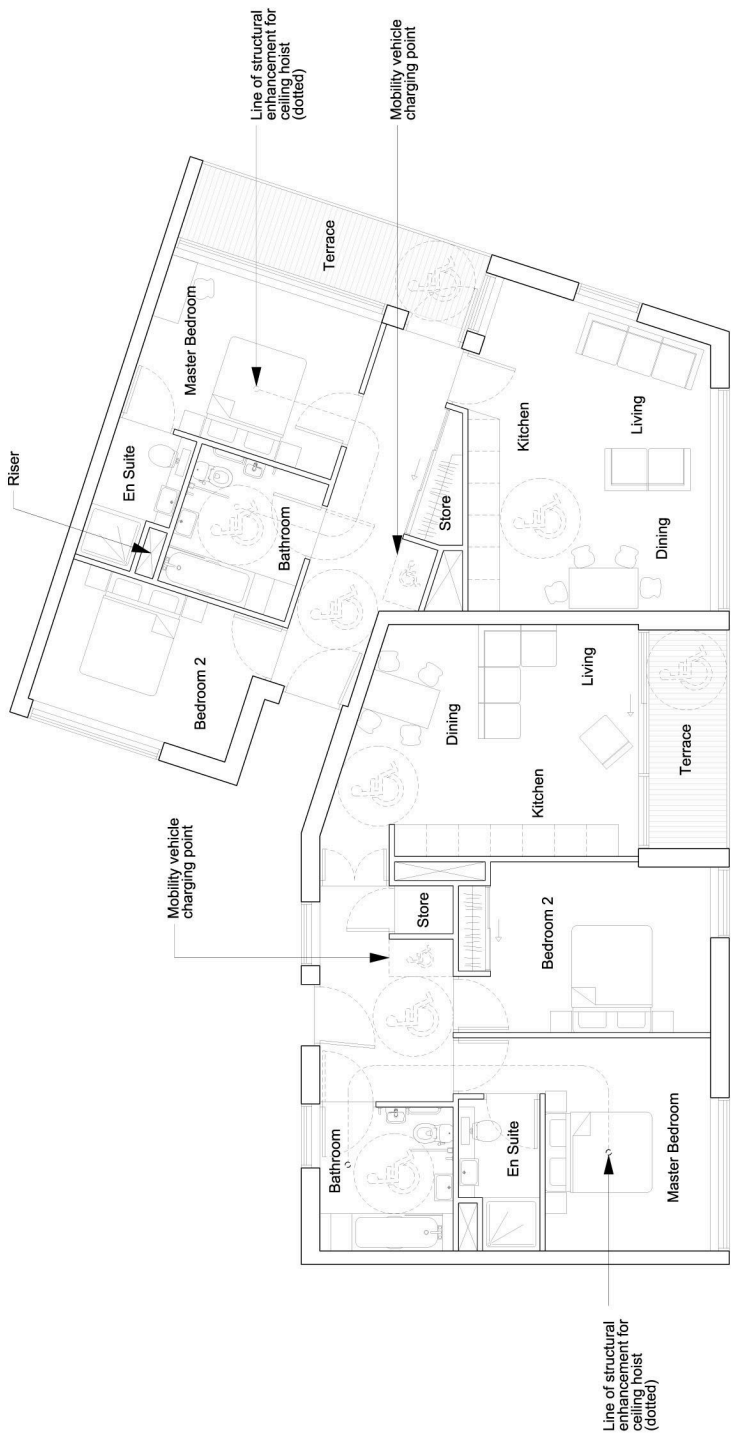 Line of structural
enhancement for
ceiling hoist
(dotted)
Mobility vehicle
charging point
Riser
Terrace
Master Bedroom
En Suite
Bathroom
Bedroom 2
Store
Kitchen
Living
Dining
Mobility vehicle
charging point
Dining
Living
Kitchen
Terrace
Store
Bedroom 2
Bathroom
En Suite
Master Bedroom
Line of structural
enhancement for
ceiling hoist
(dotted)